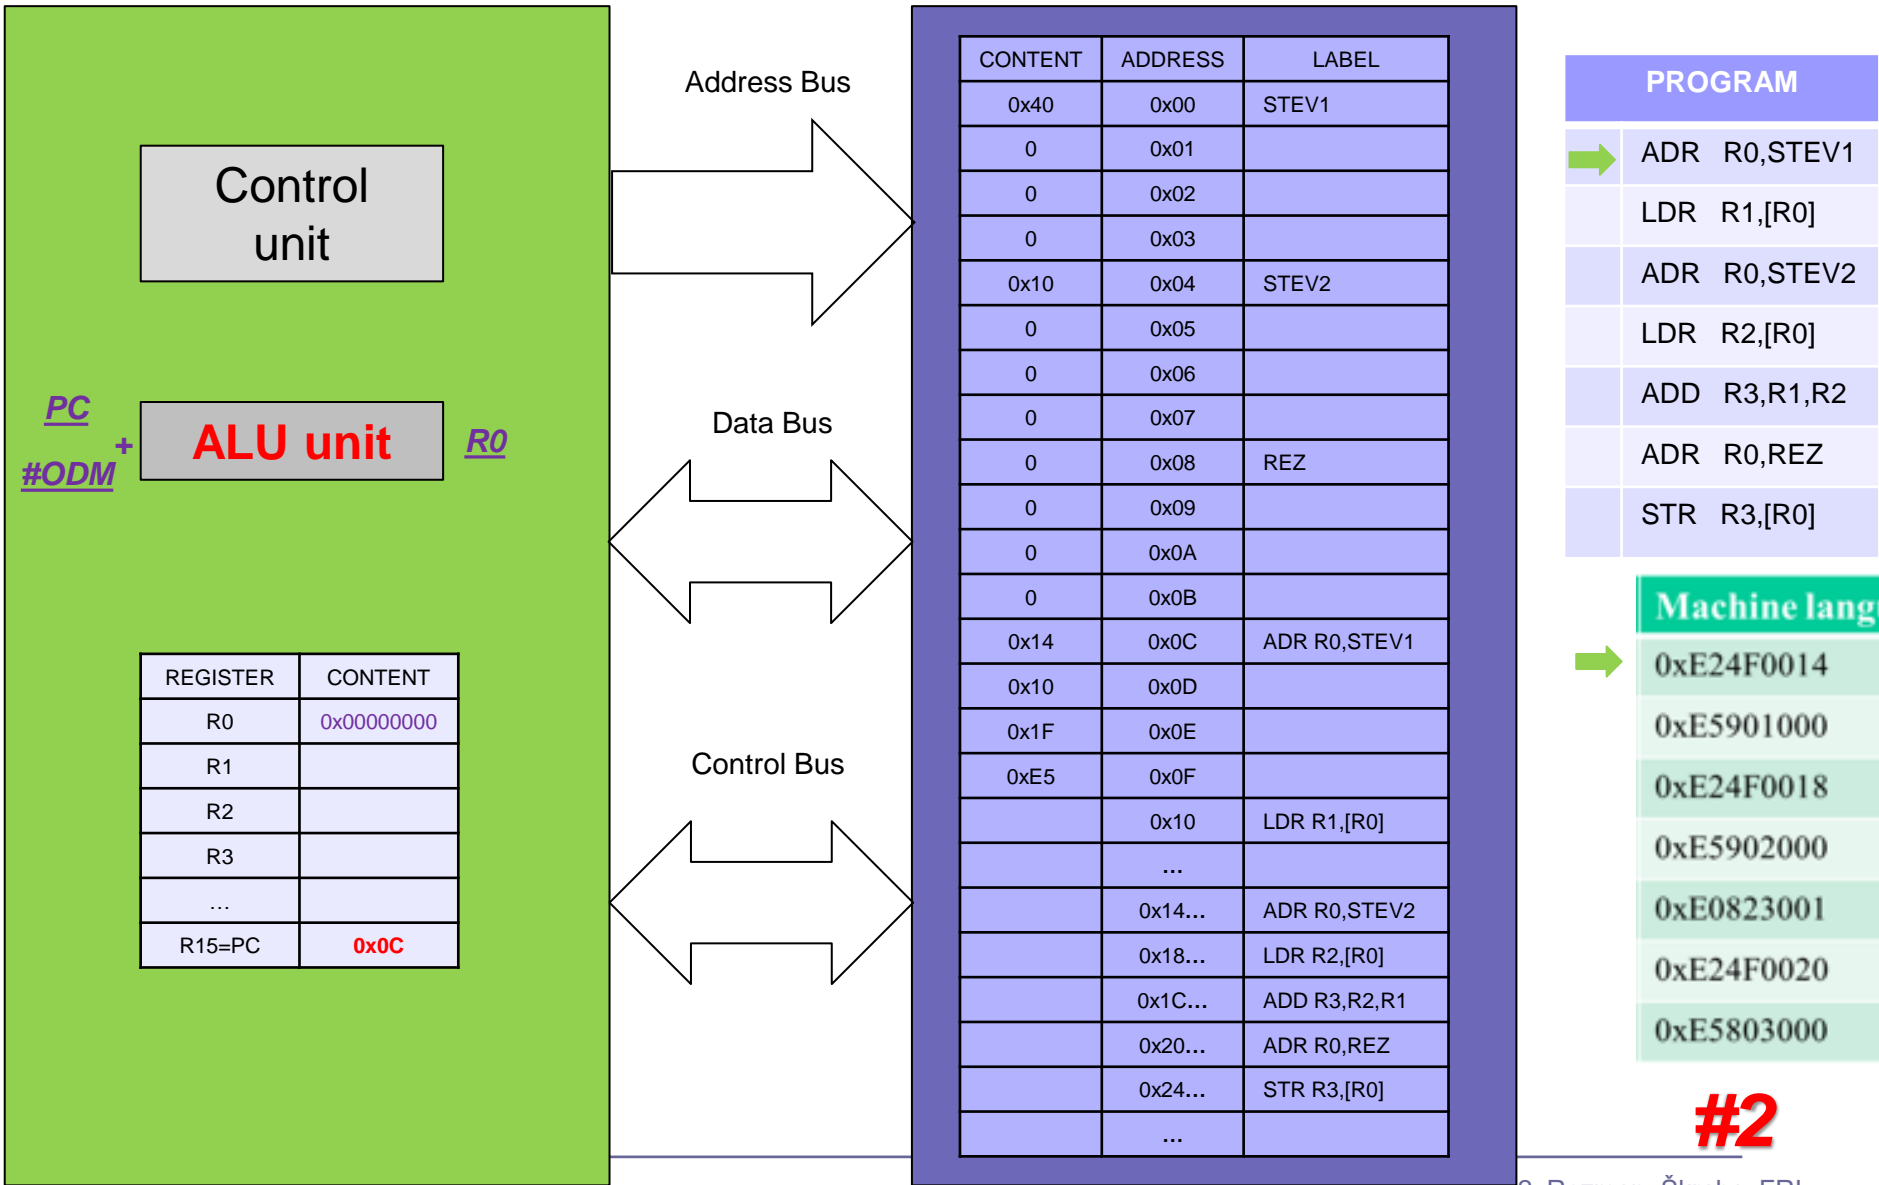 Control
unit
PC
+
#ODM
ALU unit
R0
REGISTER CONTENT
R0 0x00000000
R1
R2
R3
...
R15=PC 0x0C
Address Bus
Data Bus
Control Bus
CONTENT ADDRESS LABEL
0x40 0x00 STEV1
0 0x01
0 0x02
0 0x03
0x10 0x04 STEV2
0 0x05
0 0x06
0 0x07
0 0x08 REZ
0 0x09
0 0x0A
0 0x0B
0x14 0x0C ADR R0,STEV1
0x10 0x0D
0x1F 0x0E
0xE5 0x0F
0x10 LDR R1,[R0]
...
0x14... ADR R0,STEV2
0x18... LDR R2,[R0]
0x1C... ADD R3,R2,R1
0x20... ADR R0,REZ
0x24... STR R3,[R0]
...
PROGRAM
ADR R0,STEV1
LDR R1,[R0]
ADR R0,STEV2
LDR R2,[R0]
ADD R3,R1,R2
ADR R0,REZ
STR R3,[R0]
Machine
0xE24F0014
0xE5901000
0xE24F0018
0xE5902000
0xE0823001
0xE24F0020
0xE5803000
#2